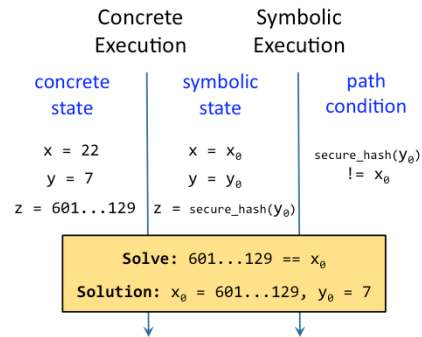 Concrete Execution
Symbolic Execution
concrete state
symbolic state
path condition
x = 22
x = x₀
secure_hash(y₀) != x₀
y = 7
y = y₀
z = 601...129
z = secure_hash(y₀)
Solve: 601...129 == x₀
Solution: x₀ = 601...129, y₀ = 7